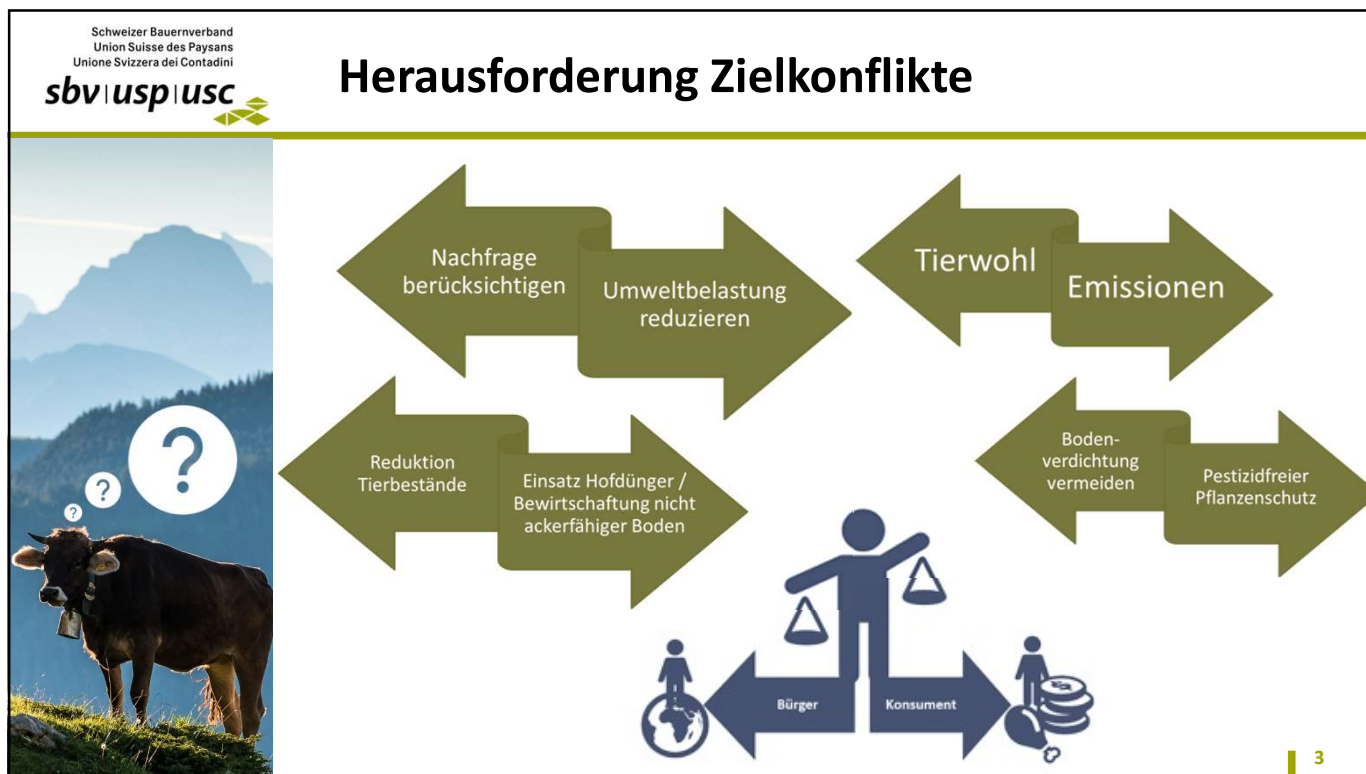 Schweizer Bauernverband
Union Suisse des Paysans
Unione Svizzera dei Contadini
sbv|usp|usc
Herausforderung Zielkonflikte
Nachfrage
berücksichtigen
Umweltbelastung
reduzieren
Tierwohl
Emissionen
Reduktion
Tierbestände
Einsatz Hofdünger /
Bewirtschaftung nicht
ackerfähiger Boden
Boden-
verdichtung
vermeiden
Pestizidfreier
Pflanzenschutz
?
?
?
Bürger
Konsument
3